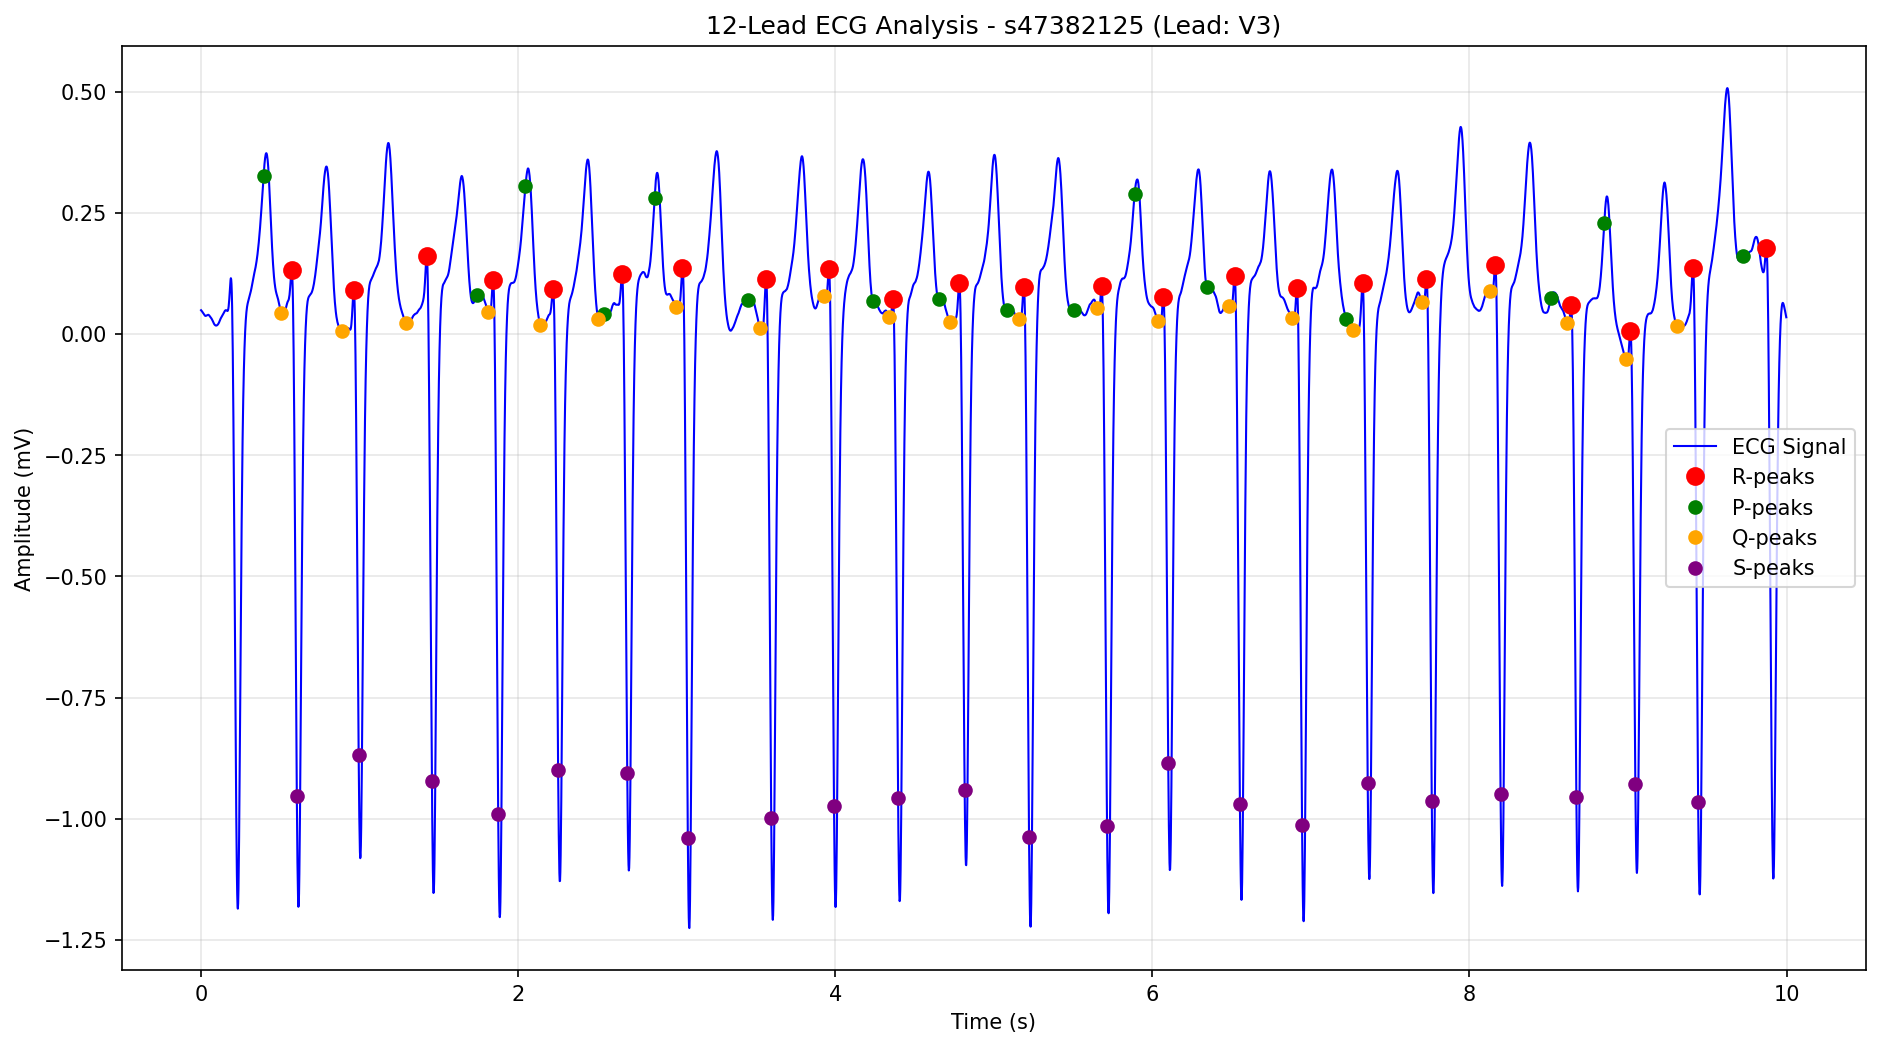 12-Lead ECG Analysis - s47382125 (Lead: V3)
0.50
0.25
0.00
−0.25
−0.50
−0.75
−1.00
−1.25
Amplitude (mV)
ECG Signal
R-peaks
P-peaks
Q-peaks
S-peaks
0 2 4 6 8 10
Time (s)